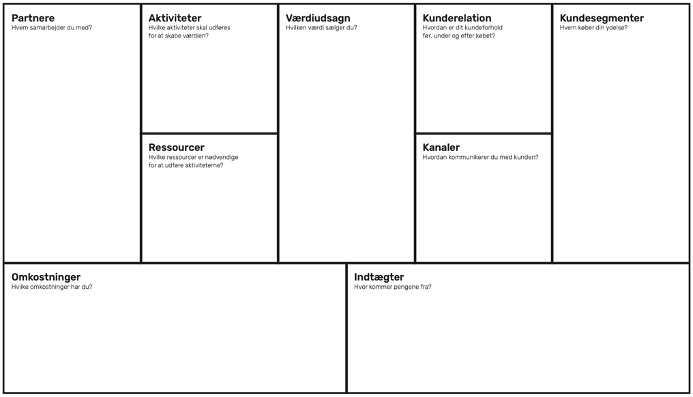 Partnere
Hvem samarbejder du med?
Aktiviteter
Hvilke aktiviteter skal udføres
for at skabe værdien?
Ressourcer
Hvilke ressourcer er nødvendige
for at udføre aktiviteterne?
Værdiudsagn
Hvilken værdi sælger du?
Kunderelation
Hvordan er dit kundeforhold
før, under og efter købet?
Kanaler
Hvordan kommunikerer du med kunden?
Kundesegmenter
Hvem køber din ydelse?
Omkostninger
Hvilke omkostninger har du?
Indtægter
Hvor kommer pengene fra?